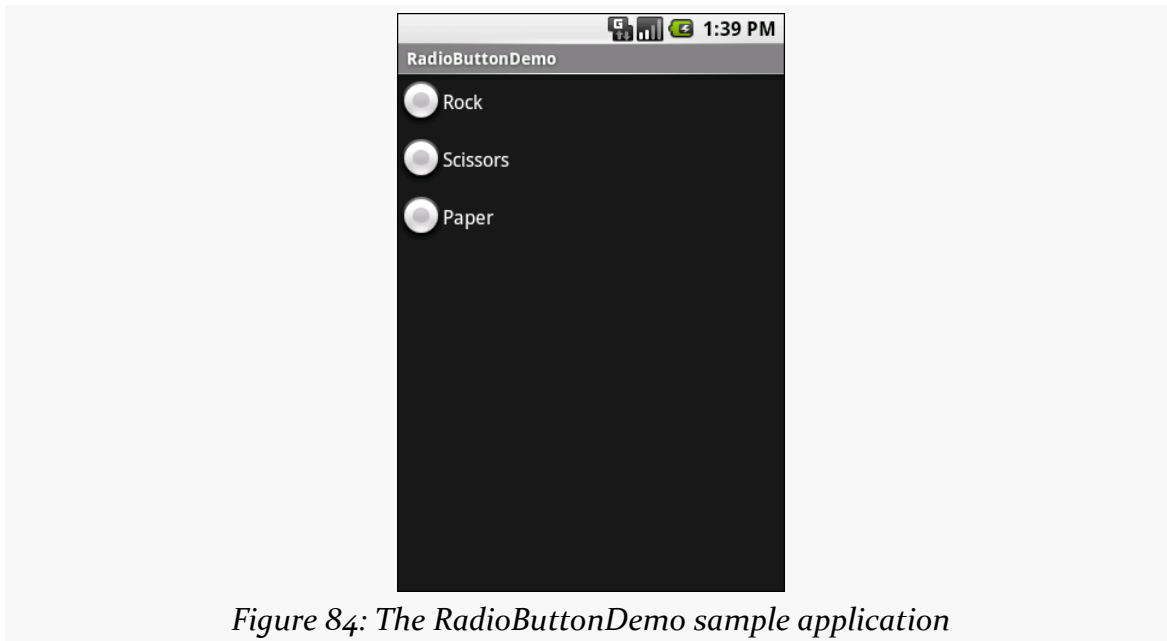 1:39 PM
RadioButtonDemo
Rock
Scissors
Paper
Figure 84: The RadioButtonDemo sample application